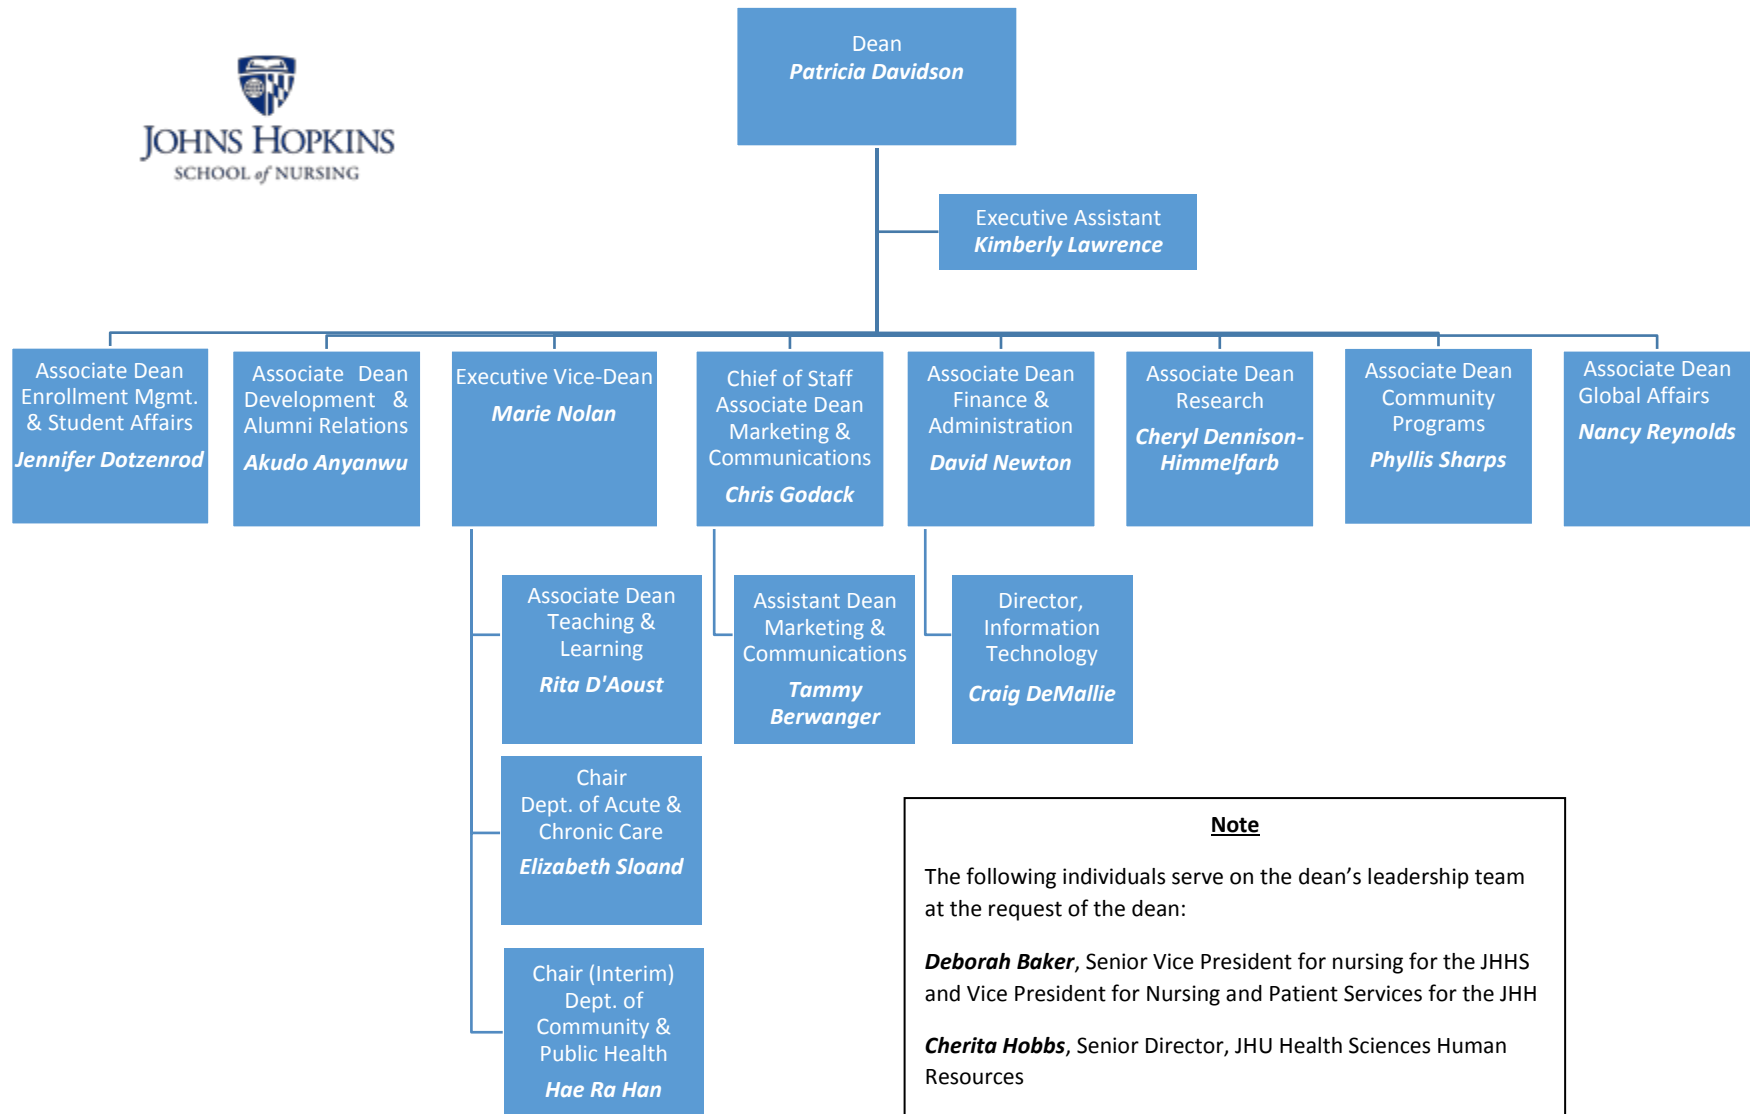 Dean
Patricia Davidson
JOHNS HOPKINS
SCHOOL of NURSING
Executive Assistant
Kimberly Lawrence
Associate Dean
Enrollment Mgmt.
& Student Affairs
Jennifer Dotzenrod
Associate Dean
Development &
Alumni Relations
Akudo Anyanwu
Executive Vice-Dean
Marie Nolan
Chief of Staff
Associate Dean
Marketing &
Communications
Chris Godack
Associate Dean
Finance &
Administration
David Newton
Associate Dean
Research
Cheryl Dennison-
Himmelfarb
Associate Dean
Community
Programs
Phyllis Sharps
Associate Dean
Global Affairs
Nancy Reynolds
Associate Dean
Teaching &
Learning
Rita D'Aoust
Assistant Dean
Marketing &
Communications
Tammy
Berwanger
Director,
Information
Technology
Craig DeMallie
Chair
Dept. of Acute &
Chronic Care
Elizabeth Sloand
Chair (Interim)
Dept. of
Community &
Public Health
Hae Ra Han
Note
The following individuals serve on the dean’s leadership team
at the request of the dean:
Deborah Baker, Senior Vice President for nursing for the JHHS
and Vice President for Nursing and Patient Services for the JHH
Cherita Hobbs, Senior Director, JHU Health Sciences Human
Resources